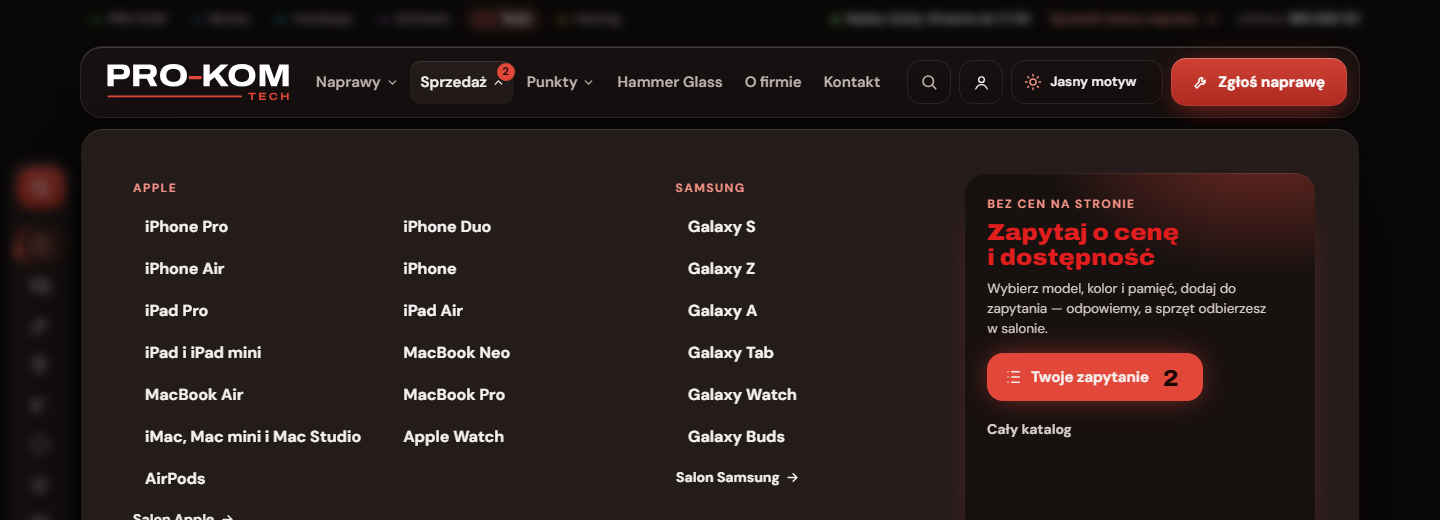 PRO-KOM
TECH
Naprawy
Sprzedaż
2
Punkty
Hammer Glass
O firmie
Kontakt
Jasny motyw
Zgłoś naprawę
APPLE
iPhone Pro
iPhone Duo
iPhone Air
iPhone
iPad Pro
iPad Air
iPad i iPad mini
MacBook Neo
MacBook Air
MacBook Pro
iMac, Mac mini i Mac Studio
Apple Watch
AirPods
Salon Apple →
SAMSUNG
Galaxy S
Galaxy Z
Galaxy A
Galaxy Tab
Galaxy Watch
Galaxy Buds
Salon Samsung →
BEZ CEN NA STRONIE
Zapytaj o cenę
i dostępność
Wybierz model, kolor i pamięć, dodaj do
zapytania — odpowiemy, a sprzęt odbierzesz
w salonie.
Twoje zapytanie 2
Cały katalog